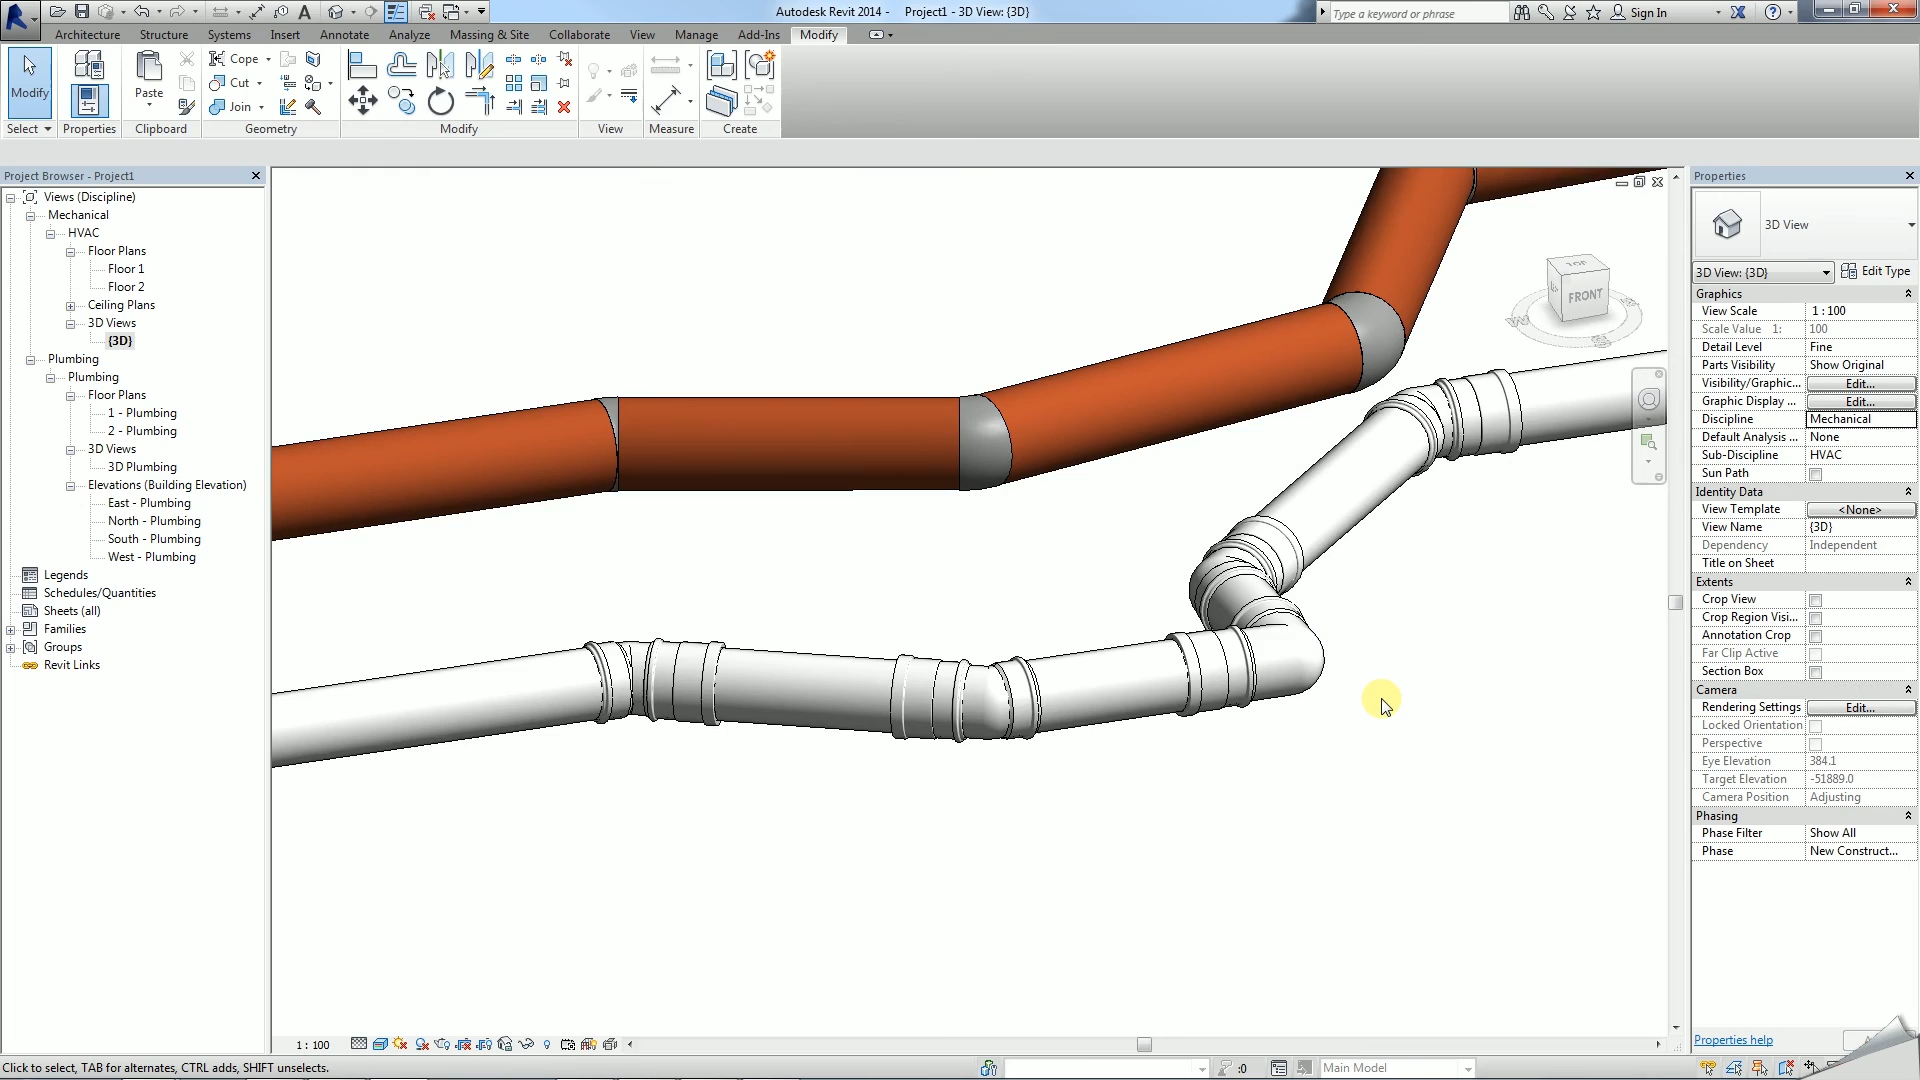 Autodesk Revit 2014 - Project1 - 3D View: {3D}
Type a keyword or phrase
Sign In
Architecture Structure Systems Insert Annotate Analyze Massing & Site Collaborate View Manage Add-Ins Modify
Modify
Paste
Cope
Cut
Join
Select Properties Clipboard Geometry Modify View Measure Create
Project Browser - Project1
Views (Discipline)
Mechanical
HVAC
Floor Plans
Floor 1
Floor 2
Ceiling Plans
3D Views
{3D}
Plumbing
Plumbing
Floor Plans
1 - Plumbing
2 - Plumbing
3D Views
3D Plumbing
Elevations (Building Elevation)
East - Plumbing
North - Plumbing
South - Plumbing
West - Plumbing
Legends
Schedules/Quantities
Sheets (all)
Families
Groups
Revit Links
TOP
FRONT
W
Properties
3D View
3D View: {3D} Edit Type
Graphics
View Scale 1 : 100
Scale Value 1: 100
Detail Level Fine
Parts Visibility Show Original
Visibility/Graphic... Edit...
Graphic Display ... Edit...
Discipline Mechanical
Default Analysis ... None
Sub-Discipline HVAC
Sun Path
Identity Data
View Template <None>
View Name {3D}
Dependency Independent
Title on Sheet
Extents
Crop View
Crop Region Visi...
Annotation Crop
Far Clip Active
Section Box
Camera
Rendering Settings Edit...
Locked Orientation
Perspective
Eye Elevation 384.1
Target Elevation -51889.0
Camera Position Adjusting
Phasing
Phase Filter Show All
Phase New Construct...
Properties help
1 : 100
Click to select, TAB for alternates, CTRL adds, SHIFT unselects.
:0
Main Model